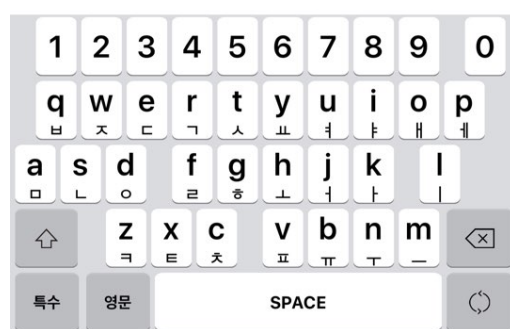 1 2 3 4 5 6 7 8 9 0
q w e r t y u i o p
ㅂ ㅈ ㄷ ㄱ ㅅ ㅛ ㅕ ㅑ ㅐ ㅔ
a s d f g h j k l
ㅁ ㄴ ㅇ ㄹ ㅎ ㅗ ㅓ ㅏ ㅣ
z x c v b n m
ㅋ ㅌ ㅊ ㅍ ㅠ ㅜ ㅡ
특수 영문 SPACE